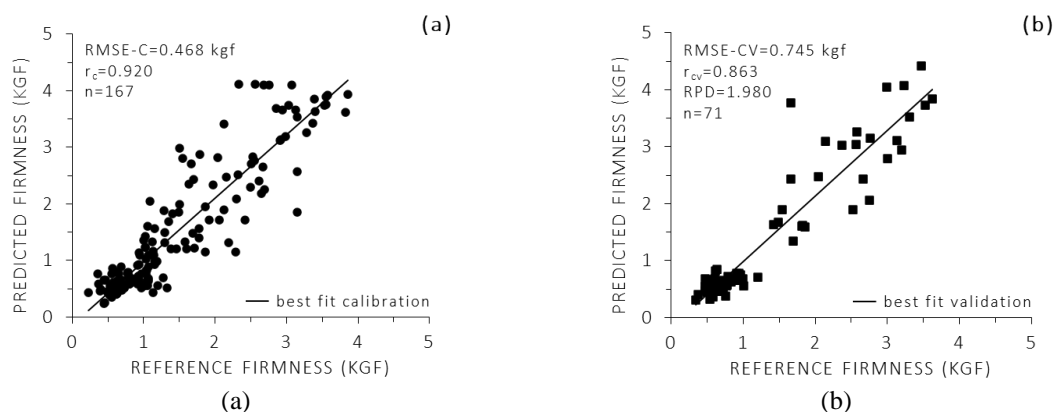 (a)
RMSE-C=0.468 kgf
r_c=0.920
n=167
PREDICTED FIRMNESS (KGF)
5
4
3
2
1
0
best fit calibration
0 1 2 3 4 5
REFERENCE FIRMNESS (KGF)
(a)
(b)
RMSE-CV=0.745 kgf
r_cv=0.863
RPD=1.980
n=71
PREDICTED FIRMNESS (KGF)
5
4
3
2
1
0
best fit validation
0 1 2 3 4 5
REFERENCE FIRMNESS (KGF)
(b)